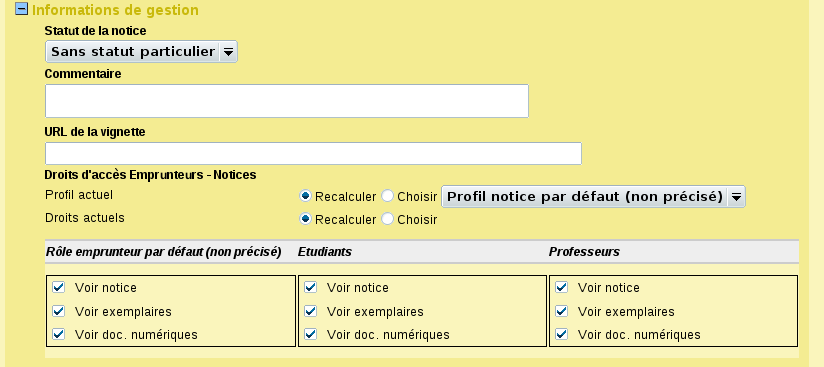 Informations de gestion
Statut de la notice
Sans statut particulier
Commentaire
URL de la vignette
Droits d'accès Emprunteurs - Notices
Profil actuel Recalculer Choisir Profil notice par défaut (non précisé)
Droits actuels Recalculer Choisir
Rôle emprunteur par défaut (non précisé) Etudiants Professeurs
Voir notice Voir notice Voir notice
Voir exemplaires Voir exemplaires Voir exemplaires
Voir doc. numériques Voir doc. numériques Voir doc. numériques